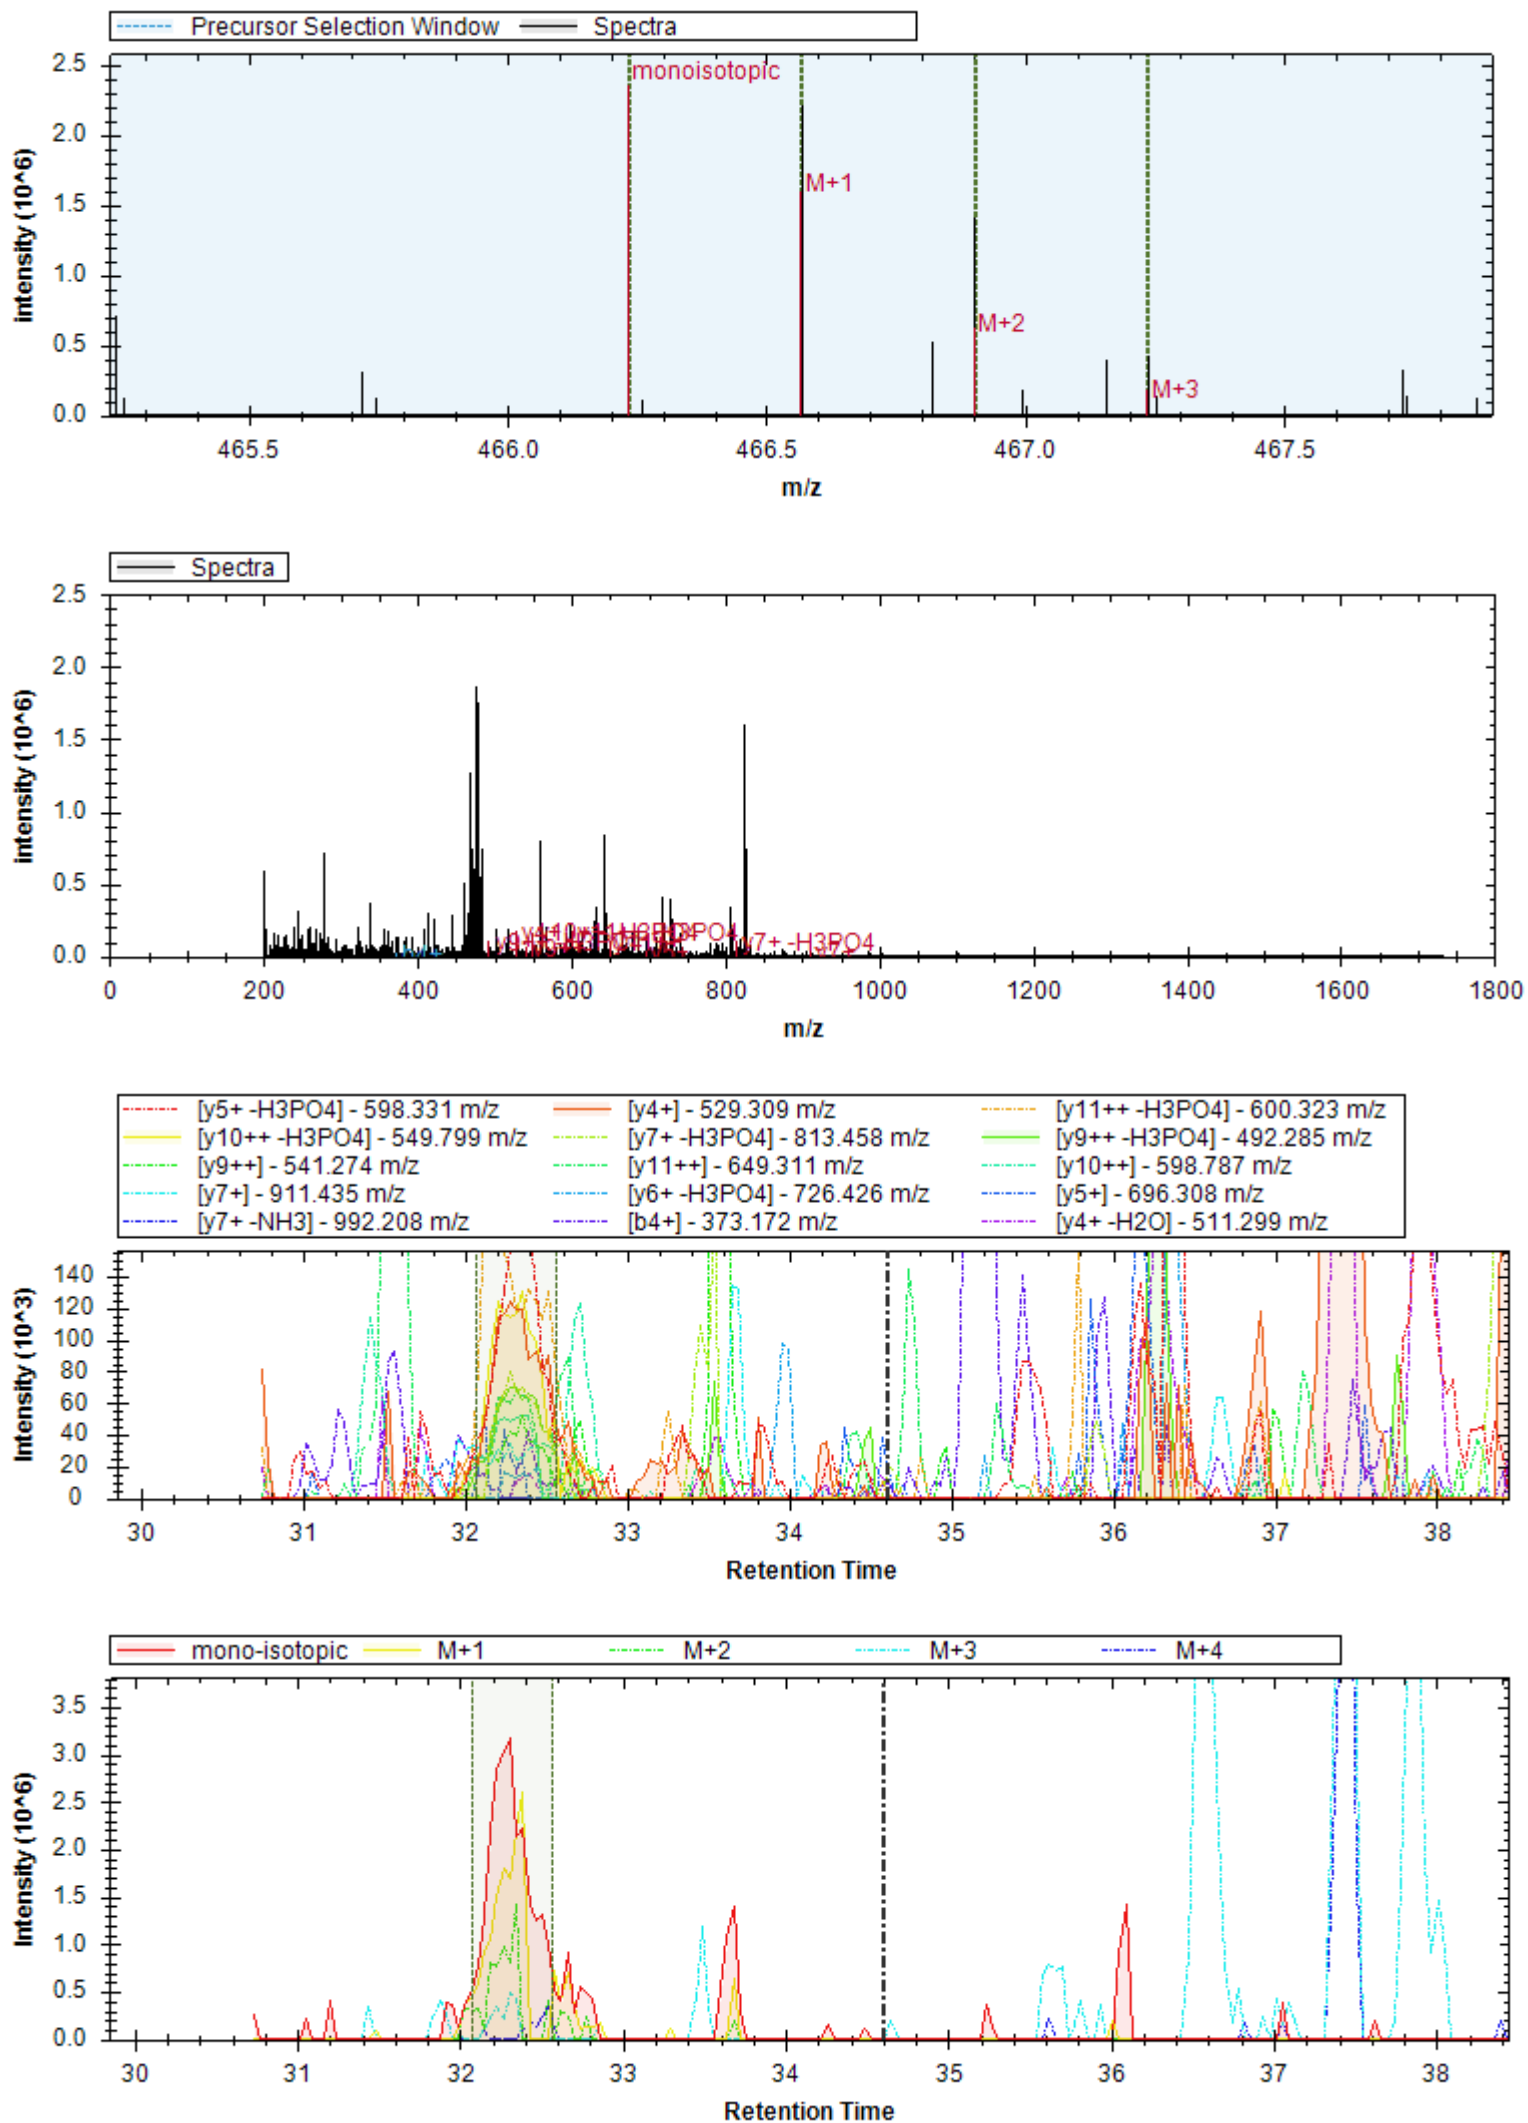 Precursor Selection Window Spectra
2.5
2.0
1.5
1.0
0.5
0.0
intensity (10^6)
monoisotopic
M+1
M+2
M+3
465.5 466.0 466.5 467.0 467.5
m/z
Spectra
2.5
2.0
1.5
1.0
0.5
0.0
intensity (10^6)
y7+ -H3PO4
0 200 400 600 800 1000 1200 1400 1600 1800
m/z
[y5+ -H3PO4] - 598.331 m/z [y4+] - 529.309 m/z [y11++ -H3PO4] - 600.323 m/z
[y10++ -H3PO4] - 549.799 m/z [y7+ -H3PO4] - 813.458 m/z [y9++ -H3PO4] - 492.285 m/z
[y9++] - 541.274 m/z [y11++] - 649.311 m/z [y10++] - 598.787 m/z
[y7+] - 911.435 m/z [y6+ -H3PO4] - 726.426 m/z [y5+] - 696.308 m/z
[y7+ -NH3] - 992.208 m/z [b4+] - 373.172 m/z [y4+ -H2O] - 511.299 m/z
140
120
100
80
60
40
20
0
Intensity (10^3)
30 31 32 33 34 35 36 37 38
Retention Time
mono-isotopic M+1 M+2 M+3 M+4
3.5
3.0
2.5
2.0
1.5
1.0
0.5
0.0
Intensity (10^6)
30 31 32 33 34 35 36 37 38
Retention Time